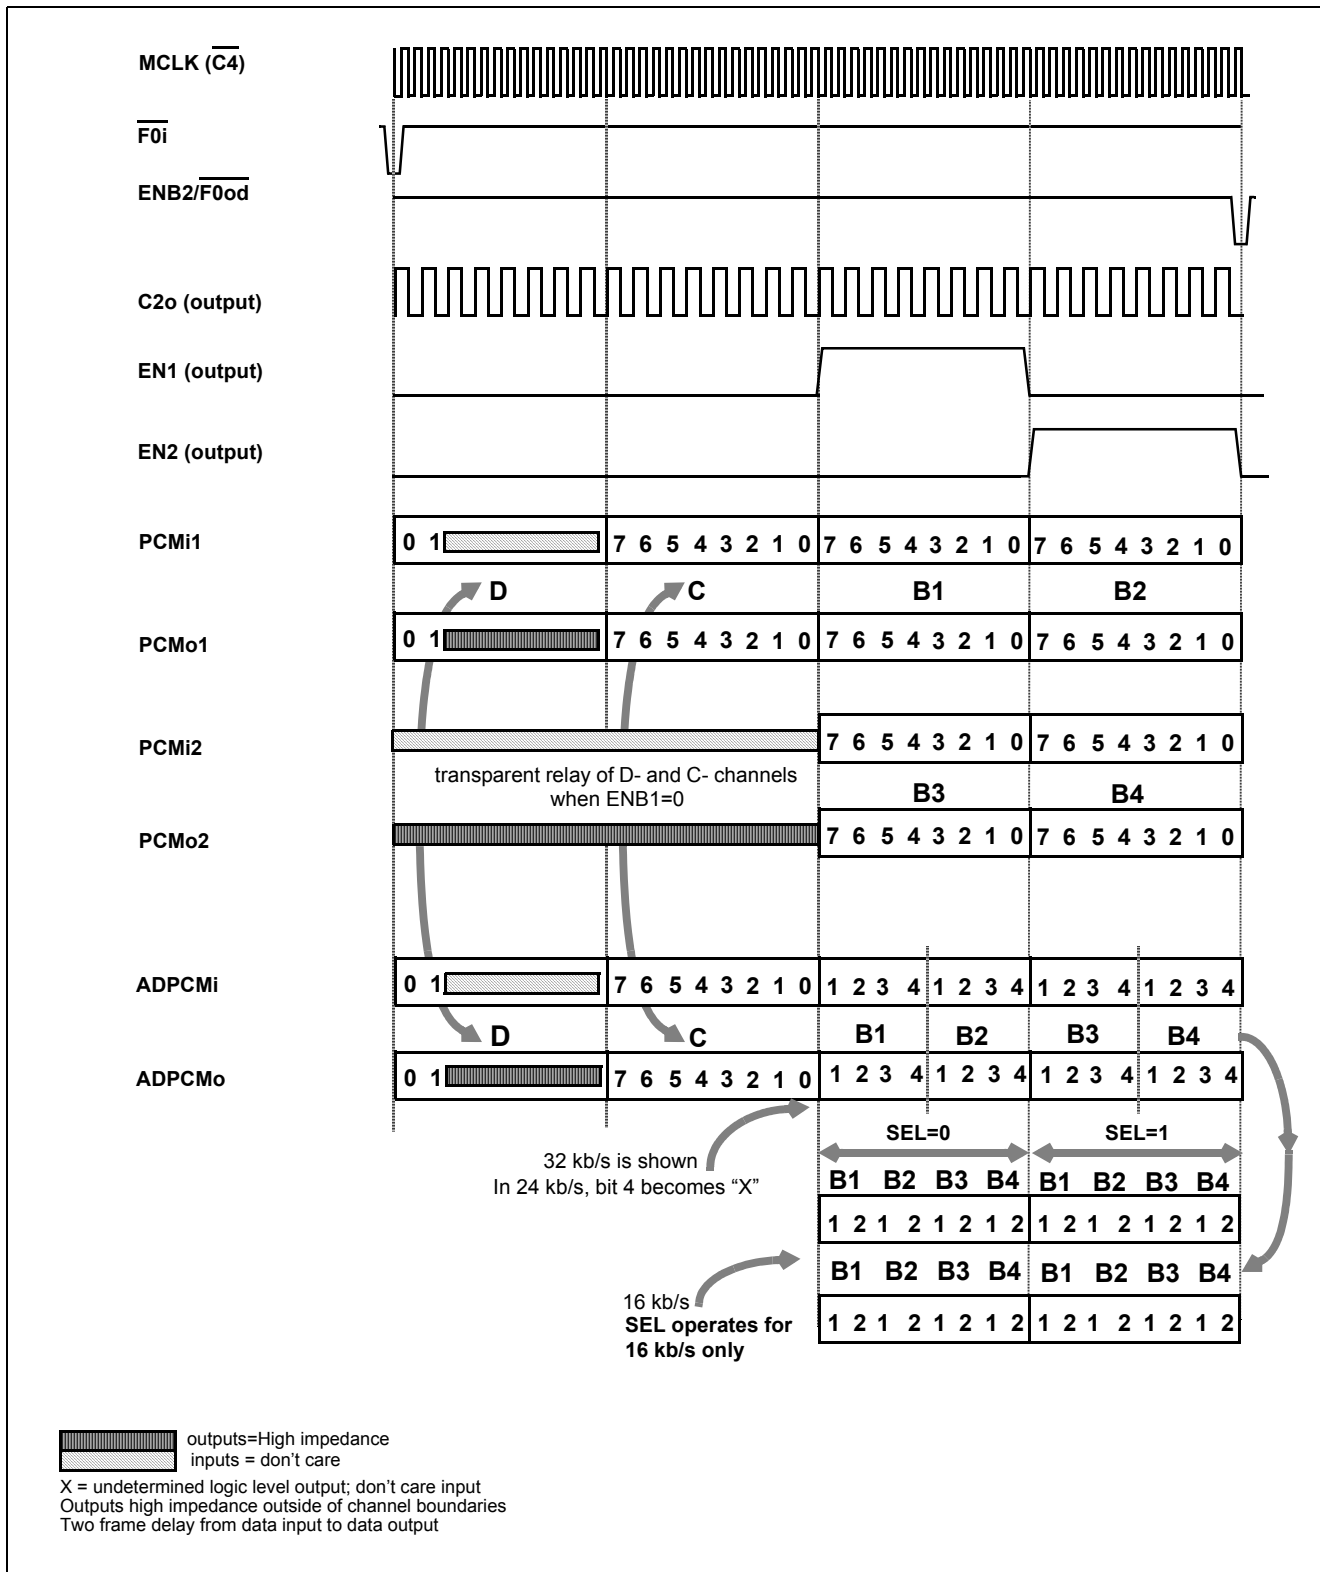 MCLK (C4)
F0i
ENB2/F0od
C2o (output)
EN1 (output)
EN2 (output)
PCMi1
0 1 7 6 5 4 3 2 1 0 7 6 5 4 3 2 1 0 7 6 5 4 3 2 1 0
D C B1 B2
PCMo1
0 1 7 6 5 4 3 2 1 0 7 6 5 4 3 2 1 0 7 6 5 4 3 2 1 0
PCMi2
7 6 5 4 3 2 1 0 7 6 5 4 3 2 1 0
transparent relay of D- and C- channels
when ENB1=0
B3 B4
PCMo2
7 6 5 4 3 2 1 0 7 6 5 4 3 2 1 0
ADPCMi
0 1 7 6 5 4 3 2 1 0 1 2 3 4 1 2 3 4 1 2 3 4 1 2 3 4
D C B1 B2 B3 B4
ADPCMo
0 1 7 6 5 4 3 2 1 0 1 2 3 4 1 2 3 4 1 2 3 4 1 2 3 4
SEL=0 SEL=1
32 kb/s is shown
In 24 kb/s, bit 4 becomes “X”
B1 B2 B3 B4 B1 B2 B3 B4
1 2 1 2 1 2 1 2 1 2 1 2 1 2 1 2
B1 B2 B3 B4 B1 B2 B3 B4
16 kb/s
SEL operates for
16 kb/s only
1 2 1 2 1 2 1 2 1 2 1 2 1 2 1 2
outputs=High impedance
inputs = don’t care
X = undetermined logic level output; don’t care input
Outputs high impedance outside of channel boundaries
Two frame delay from data input to data output